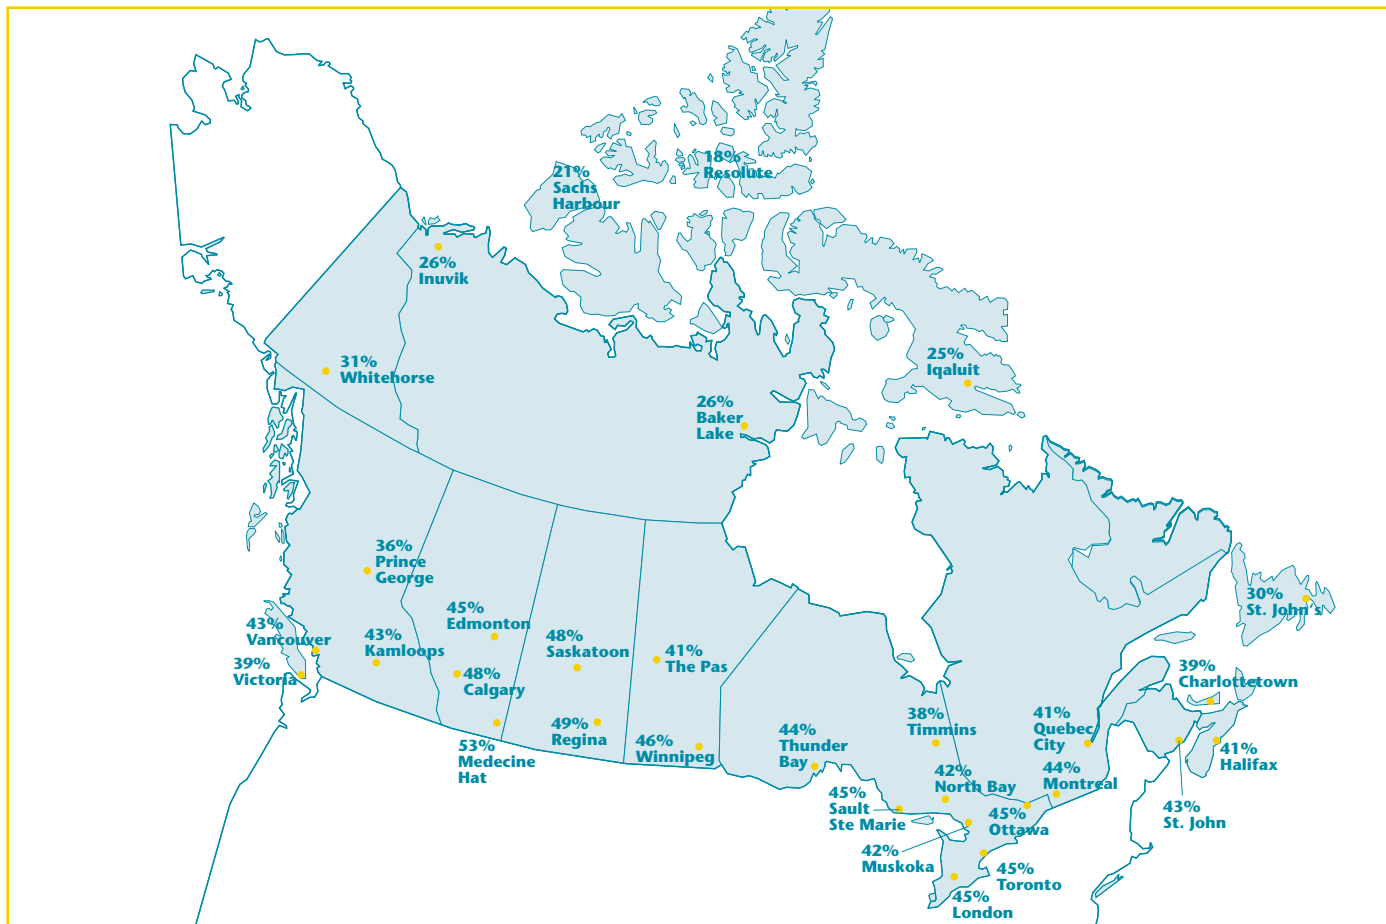 18%
Resolute
21%
Sachs
Harbour
26%
Inuvik
31%
Whitehorse
25%
Iqaluit
26%
Baker
Lake
36%
Prince
George
45%
Edmonton
43%
Vancouver
43%
Kamloops
39%
Victoria
48%
Calgary
48%
Saskatoon
41%
The Pas
30%
St. John's
39%
Charlottetown
53%
Medecine
Hat
49%
Regina
46%
Winnipeg
44%
Thunder
Bay
38%
Timmins
41%
Quebec
City
41%
Halifax
42%
North Bay
44%
Montreal
45%
Sault
Ste Marie
45%
Ottawa
43%
St. John
42%
Muskoka
45%
Toronto
45%
London